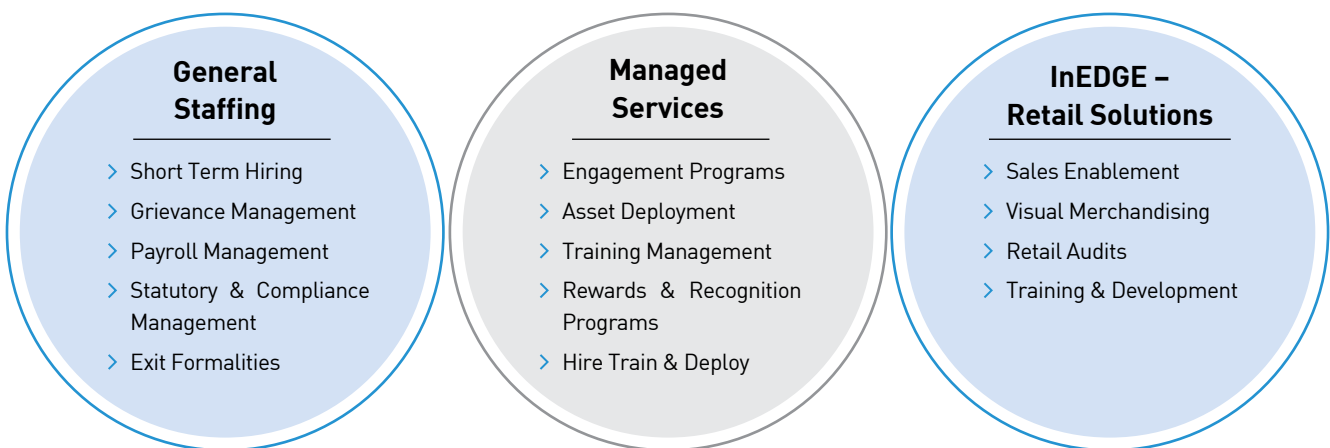 General
Staffing
Short Term Hiring
Grievance Management
Payroll Management
Statutory & Compliance
Management
Exit Formalities
Managed
Services
Engagement Programs
Asset Deployment
Training Management
Rewards & Recognition
Programs
Hire Train & Deploy
InEDGE –
Retail Solutions
Sales Enablement
Visual Merchandising
Retail Audits
Training & Development